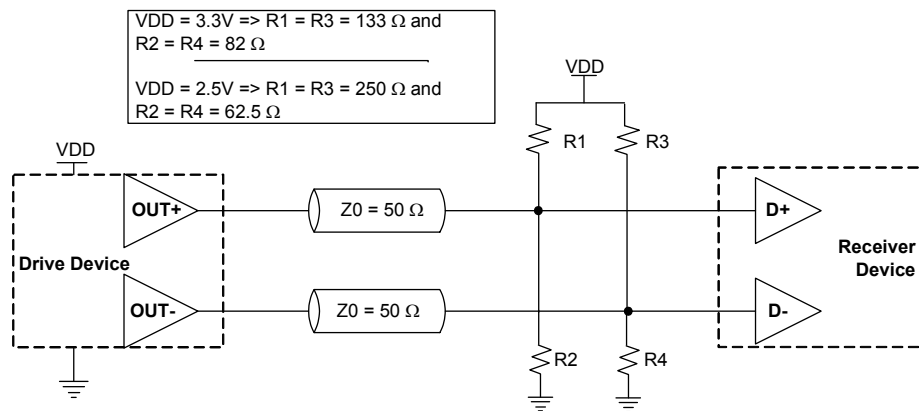 VDD = 3.3V => R1 = R3 = 133 Ω and
R2 = R4 = 82 Ω
VDD = 2.5V => R1 = R3 = 250 Ω and
R2 = R4 = 62.5 Ω
VDD
VDD
R1
R3
OUT+
Z0 = 50 Ω
D+
Drive Device
Receiver
Device
OUT-
Z0 = 50 Ω
D-
R2
R4